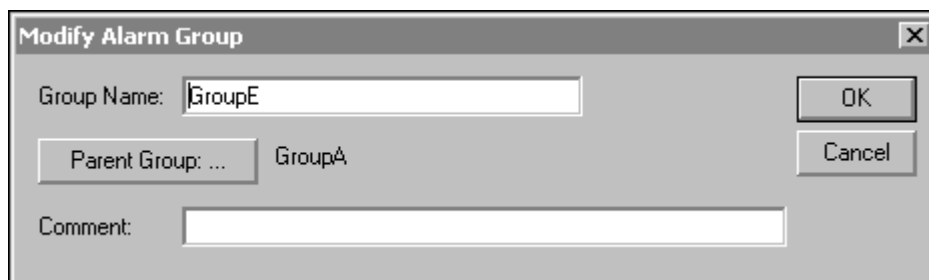 Modify Alarm Group
Group Name: GroupE
OK
Parent Group: ... GroupA
Cancel
Comment: